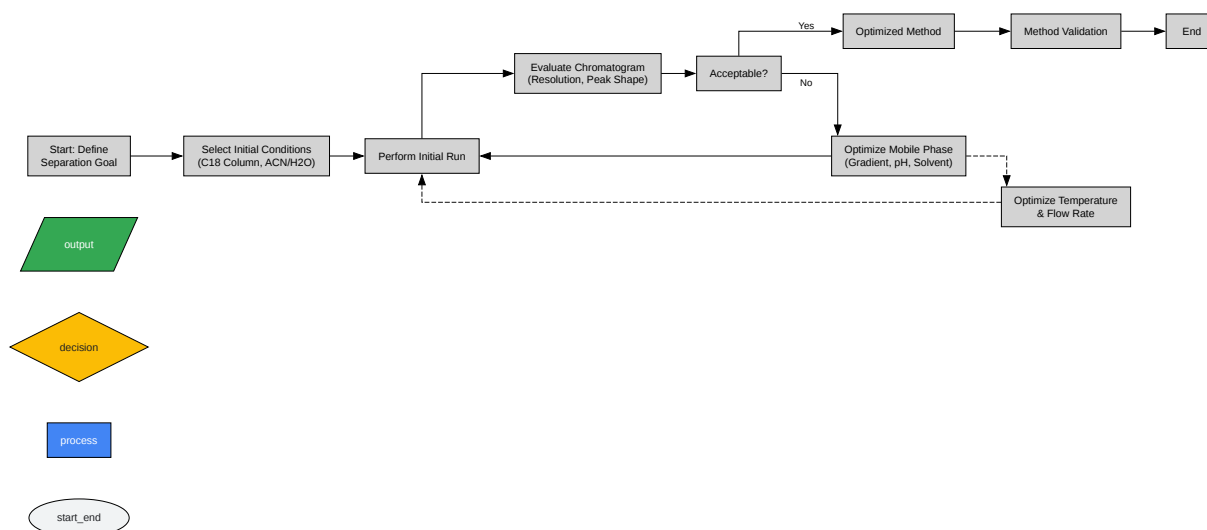 Yes
Optimized Method
Method Validation
End
Evaluate Chromatogram
(Resolution, Peak Shape)
Acceptable?
No
Start: Define
Separation Goal
Select Initial Conditions
(C18 Column, ACN/H2O)
Perform Initial Run
Optimize Mobile Phase
(Gradient, pH, Solvent)
Optimize Temperature
& Flow Rate
output
decision
process
start_end